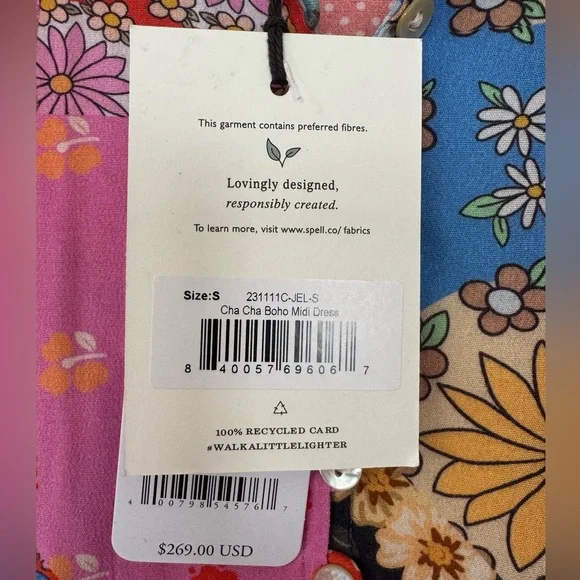 This garment contains preferred fibres.
Lovingly designed,
responsibly created.
To learn more, visit www.spell.co/ fabrics
Size:S 231111C-JEL-S
Cha Cha Boho Midi Dress
8 40057 69606 7
100% RECYCLED CARD
#WALKALITTLELIGHTER
4 00798 54576 7
$269.00 USD